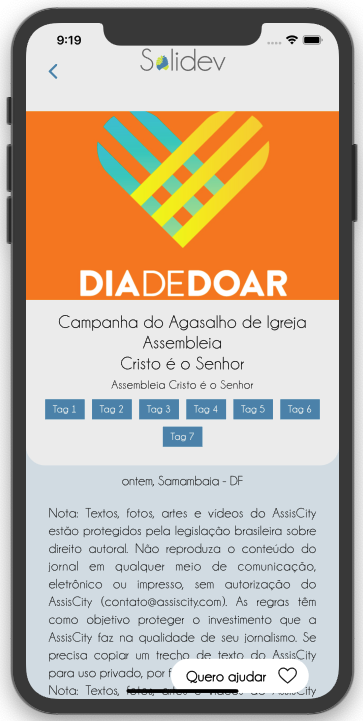 9:19
Solidev
DIADEDOAR
Campanha do Agasalho de Igreja
Assembleia
Cristo é o Senhor
Assembleia Cristo é o Senhor
Tag 1 Tag 2 Tag 3 Tag 4 Tag 5 Tag 6
Tag 7
ontem, Samambaia - DF
Nota: Textos, fotos, artes e vídeos do AssisCity
estão protegidos pela legislação brasileira sobre
direito autoral. Não reproduza o conteúdo do
jornal em qualquer meio de comunicação,
eletrônico ou impresso, sem autorização do
AssisCity (contato@assiscity.com). As regras têm
como objetivo proteger o investimento que a
AssisCity faz na qualidade de seu jornalismo. Se
precisa copiar um trecho de texto do AssisCity
para uso privado, por
Quero ajudar
Nota: Textos, fotos, artes e vídeos do AssisCity